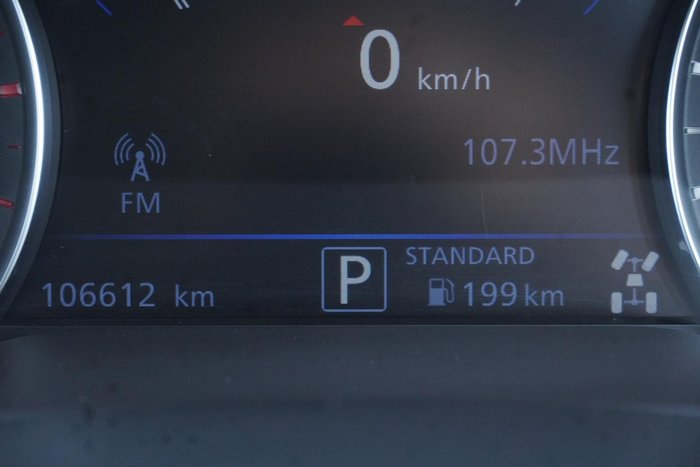 0 km/h
107.3MHz
FM
STANDARD
106612 km
P
199 km